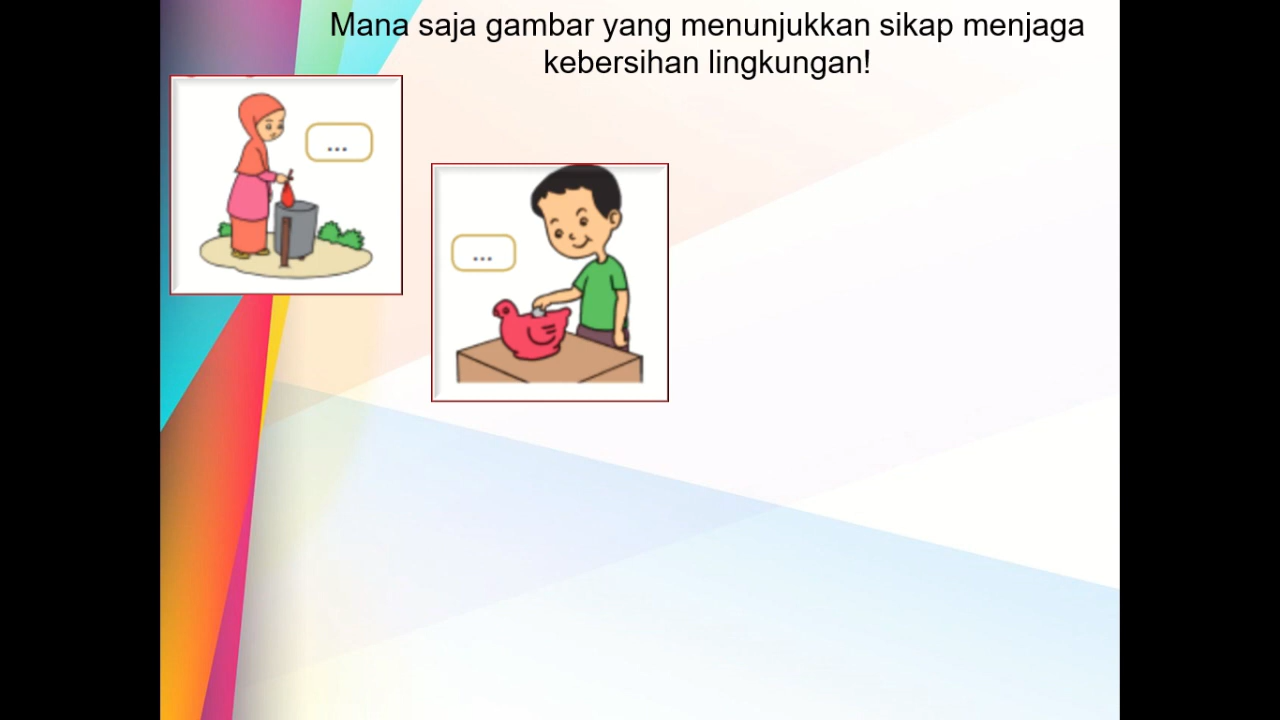 Mana saja gambar yang menunjukkan sikap menjaga
kebersihan lingkungan!
...
...